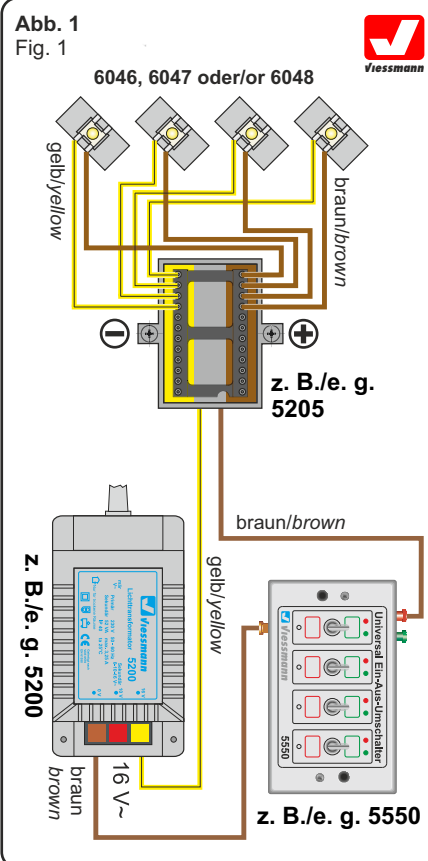 Abb. 1
Fig. 1
Viessmann
6046, 6047 oder/or 6048
gelb/yellow
braun/brown
z. B./e. g.
5205
braun/brown
gelb/yellow
z. B./e. g. 5200
Viessmann
Lichttransformator 5200
16 V~
braun
brown
Universal Ein-Aus-Umschalter
Viessmann
5550
z. B./e. g. 5550